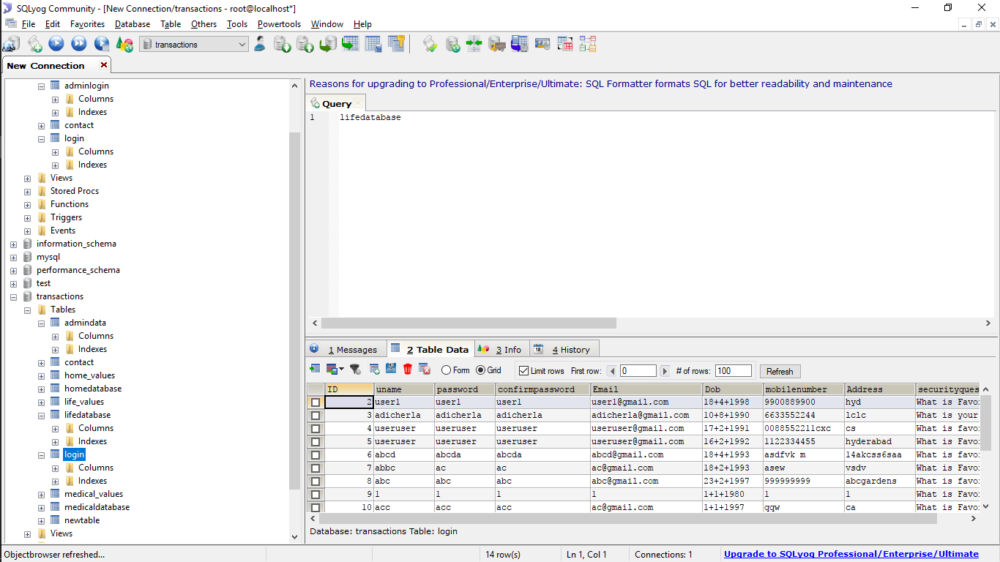 SQLyog Community - [New Connection/transactions - root@localhost*]
File Edit Favorites Database Table Others Tools Powertools Window Help
transactions
New Connection
adminlogin
Columns
Indexes
contact
login
Columns
Indexes
Views
Stored Procs
Functions
Triggers
Events
information_schema
mysql
performance_schema
test
transactions
Tables
admindata
Columns
Indexes
contact
home_values
homedatabase
life_values
lifedatabase
Columns
Indexes
login
Columns
Indexes
medical_values
medicaldatabase
newtable
Views
Reasons for upgrading to Professional/Enterprise/Ultimate: SQL Formatter formats SQL for better readability and maintenance
Query
1 lifedatabase
1 Messages 2 Table Data 3 Info 4 History
Form Grid Limit rows First row: 0 # of rows: 100 Refresh
ID uname password confirmpassword Email Dob mobilenumber Address securityques
2 user1 user1 user1 user1@gmail.com 18+4+1998 9900889900 hyd What is Favo
3 adicherla adicherla adicherla adicherla@gmail.com 10+8+1990 6633552244 lclc What is your
4 useruser useruser useruser useruser@gmail.com 17+2+1991 0088552211cxc cs What is favo
5 useruser useruser useruser useruser@gmail.com 16+2+1992 1122334455 hyderabad What is Favo
6 abcd abcda abcda abcd@gmail.com 18+4+1993 asdfvk m 14akcss6saa What is favo
7 abbc ac ac ac@gmail.com 18+2+1993 asew vsdv What is Favo
8 abc abc abc abc@gmail.com 23+2+1997 999999999 abcgardens What is favo
9 1 1 1 1 1+1+1980 1 1 What is Favo
10 acc acc acc ac@gmail.com 1+1+1997 qqw ca What is Favo
Database: transactions Table: login
Objectbrowser refreshed... 14 row(s) Ln 1, Col 1 Connections: 1 Upgrade to SQLyog Professional/Enterprise/Ultimate